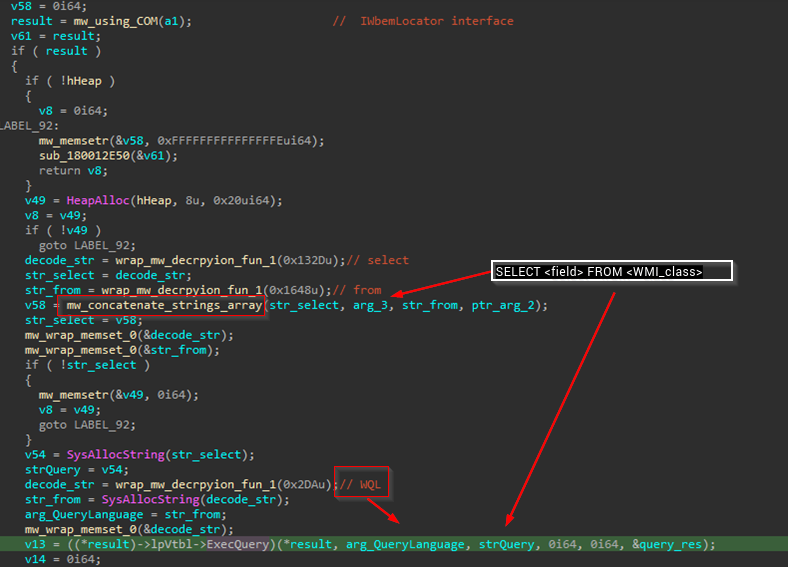 v58 = 0i64;
result = mw_using_COM(a1); // IWbemLocator interface
v61 = result;
if ( result )
{
if ( !hHeap )
{
v8 = 0i64;
LABEL_92:
mw_memsetr(&v58, 0xFFFFFFFFFFFFFFFEui64);
sub_180012E50(&v61);
return v8;
}
v49 = HeapAlloc(hHeap, 8u, 0x20ui64);
v8 = v49;
if ( !v49 )
goto LABEL_92;
decode_str = wrap_mw_decrpyion_fun_1(0x132Du);// select
str_select = decode_str;
str_from = wrap_mw_decrpyion_fun_1(0x1648u);// from
SELECT <field> FROM <WMI_class>
v58 = mw_concatenate_strings_array(str_select, arg_3, str_from, ptr_arg_2);
str_select = v58;
mw_wrap_memset_0(&decode_str);
mw_wrap_memset_0(&str_from);
if ( !str_select )
{
mw_memsetr(&v49, 0i64);
v8 = v49;
goto LABEL_92;
}
v54 = SysAllocString(str_select);
strQuery = v54;
decode_str = wrap_mw_decrpyion_fun_1(0x2DAu);// WQL
str_from = SysAllocString(decode_str);
arg_QueryLanguage = str_from;
mw_wrap_memset_0(&decode_str);
v13 = ((*result)->lpVtbl->ExecQuery)(*result, arg_QueryLanguage, strQuery, 0i64, 0i64, &query_res);
v14 = 0i64;